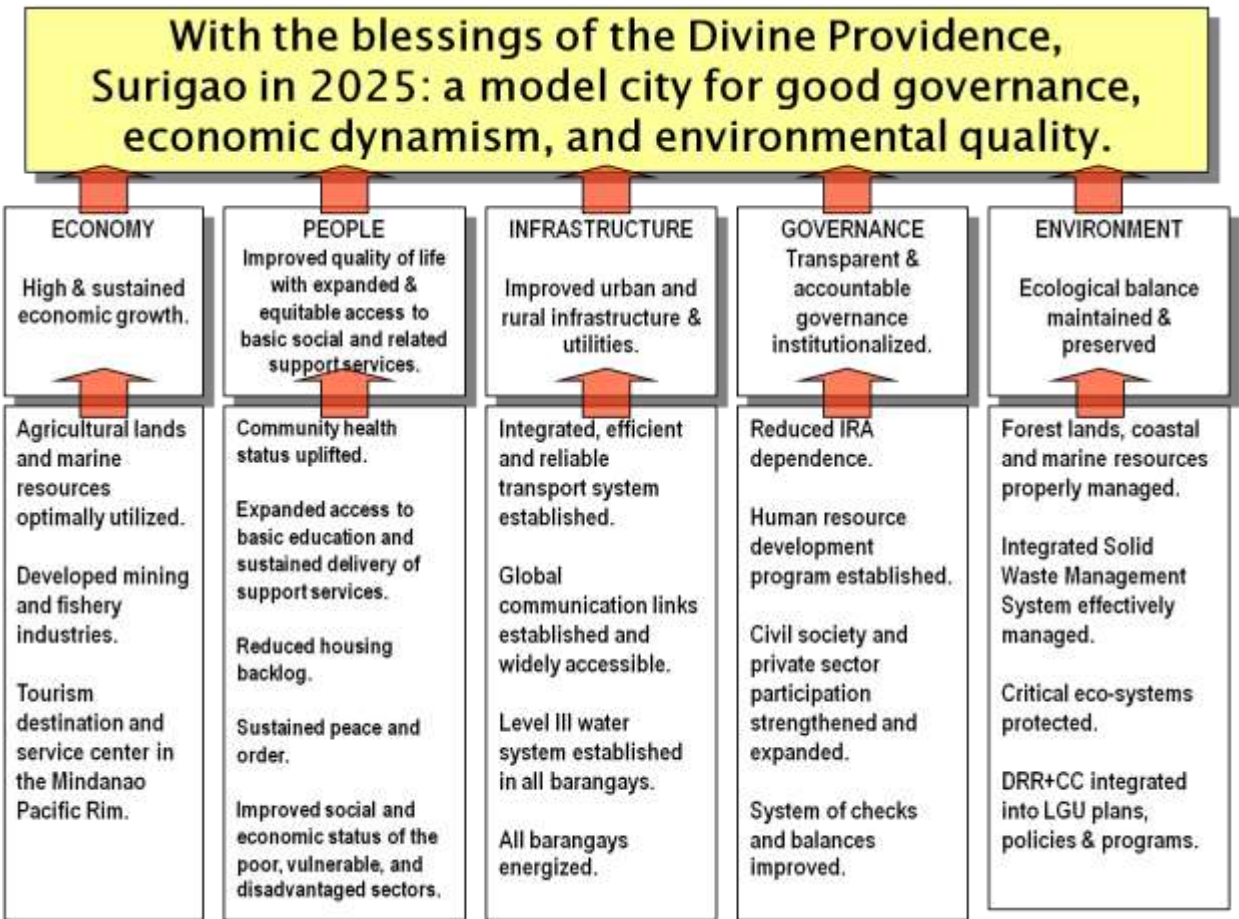 With the blessings of the Divine Providence,
Surigao in 2025: a model city for good governance,
economic dynamism, and environmental quality.
ECONOMY
High & sustained
economic growth.
PEOPLE
Improved quality of life
with expanded &
equitable access to
basic social and related
support services.
INFRASTRUCTURE
Improved urban and
rural infrastructure &
utilities.
GOVERNANCE
Transparent &
accountable
governance
institutionalized.
ENVIRONMENT
Ecological balance
maintained &
preserved
Agricultural lands
and marine
resources
optimally utilized.
Developed mining
and fishery
industries.
Tourism
destination and
service center in
the Mindanao
Pacific Rim.
Community health
status uplifted.
Expanded access to
basic education and
sustained delivery of
support services.
Reduced housing
backlog.
Sustained peace and
order.
Improved social and
economic status of the
poor, vulnerable, and
disadvantaged sectors.
Integrated, efficient
and reliable
transport system
established.
Global
communication links
established and
widely accessible.
Level III water
system established
in all barangays.
All barangays
energized.
Reduced IRA
dependence.
Human resource
development
program established.
Civil society and
private sector
participation
strengthened and
expanded.
System of checks
and balances
improved.
Forest lands, coastal
and marine resources
properly managed.
Integrated Solid
Waste Management
System effectively
managed.
Critical eco-systems
protected.
DRR+CC integrated
into LGU plans,
policies & programs.